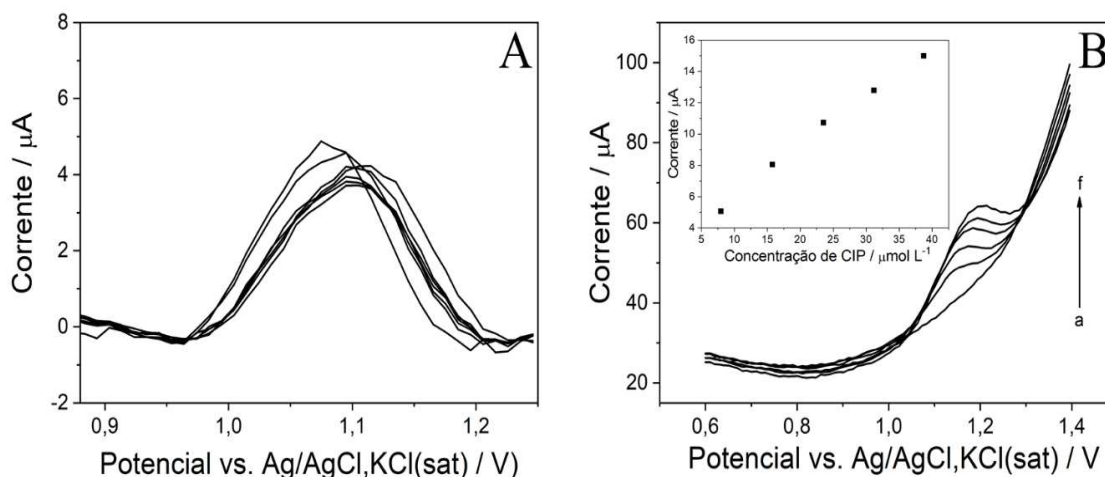 A
8
6
4
2
0
-2
Corrente / µA
0,9 1,0 1,1 1,2
Potencial vs. Ag/AgCl,KCl(sat) / V)
B
100
80
60
40
20
Corrente / µA
0,6 0,8 1,0 1,2 1,4
Potencial vs. Ag/AgCl,KCl(sat) / V
16
14
12
10
8
6
4
Corrente / µA
5 10 15 20 25 30 35 40
Concentração de CIP / µmol L⁻¹
f
a